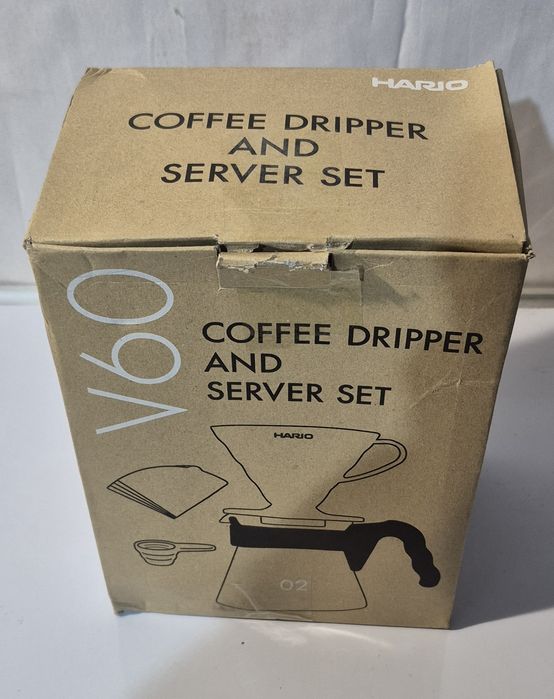 HARIO
COFFEE DRIPPER
AND
SERVER SET
V60
COFFEE DRIPPER
AND
SERVER SET
HARIO
02